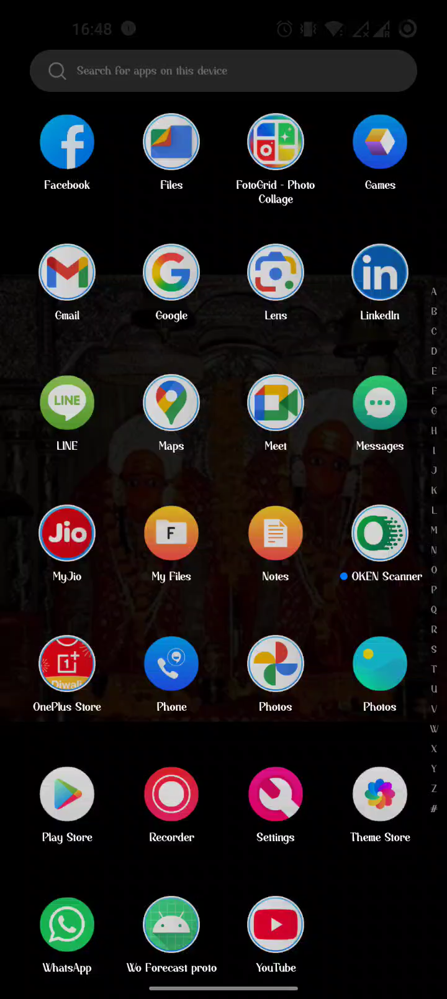 16:48
Search for apps on this device
Facebook
Files
FotoGrid - Photo
Collage
Games
Gmail
Google
Lens
in
LinkedIn
LINE
LINE
Maps
Meet
Messages
Jio
MyJio
F
My Files
Notes
OKEN Scanner
Diwali
OnePlus Store
Phone
Photos
Photos
Play Store
Recorder
Settings
Theme Store
WhatsApp
Wo Forecast proto
YouTube
A
B
C
D
E
F
G
H
I
J
K
L
M
N
O
P
Q
R
S
T
U
V
W
X
Y
Z
#